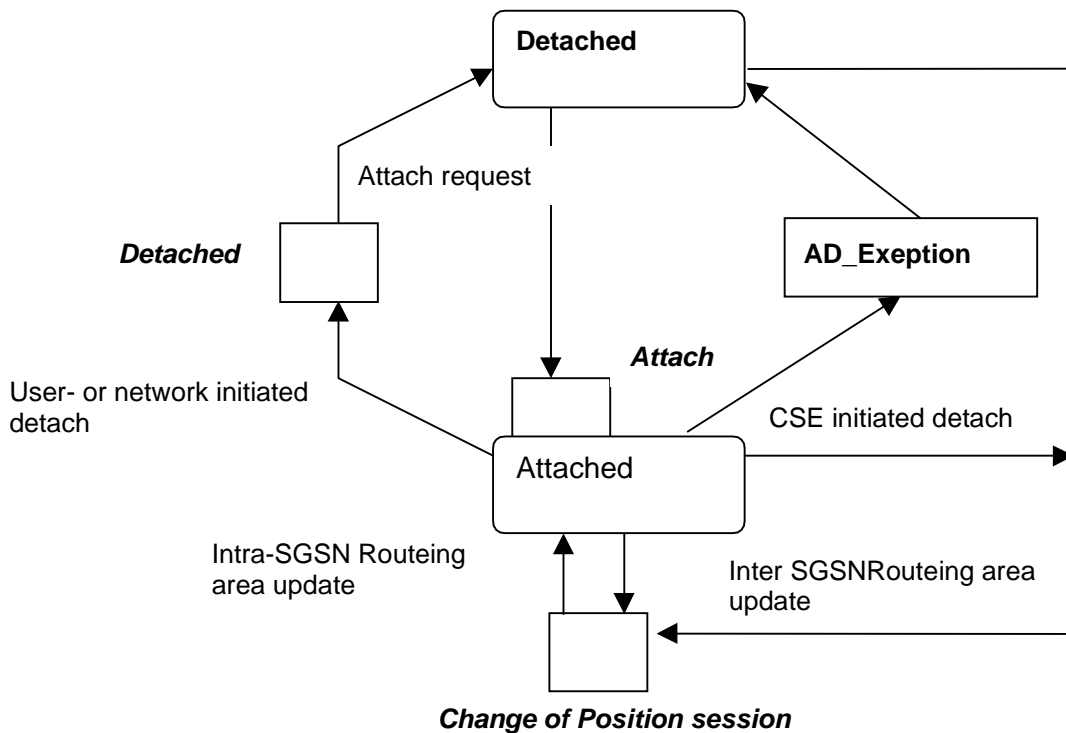 Detached
Attach request
Detached
AD_Exeption
Attach
User- or network initiated
detach
CSE initiated detach
Attached
Intra-SGSN Routeing
area update
Inter SGSNRouteing area
update
Change of Position session